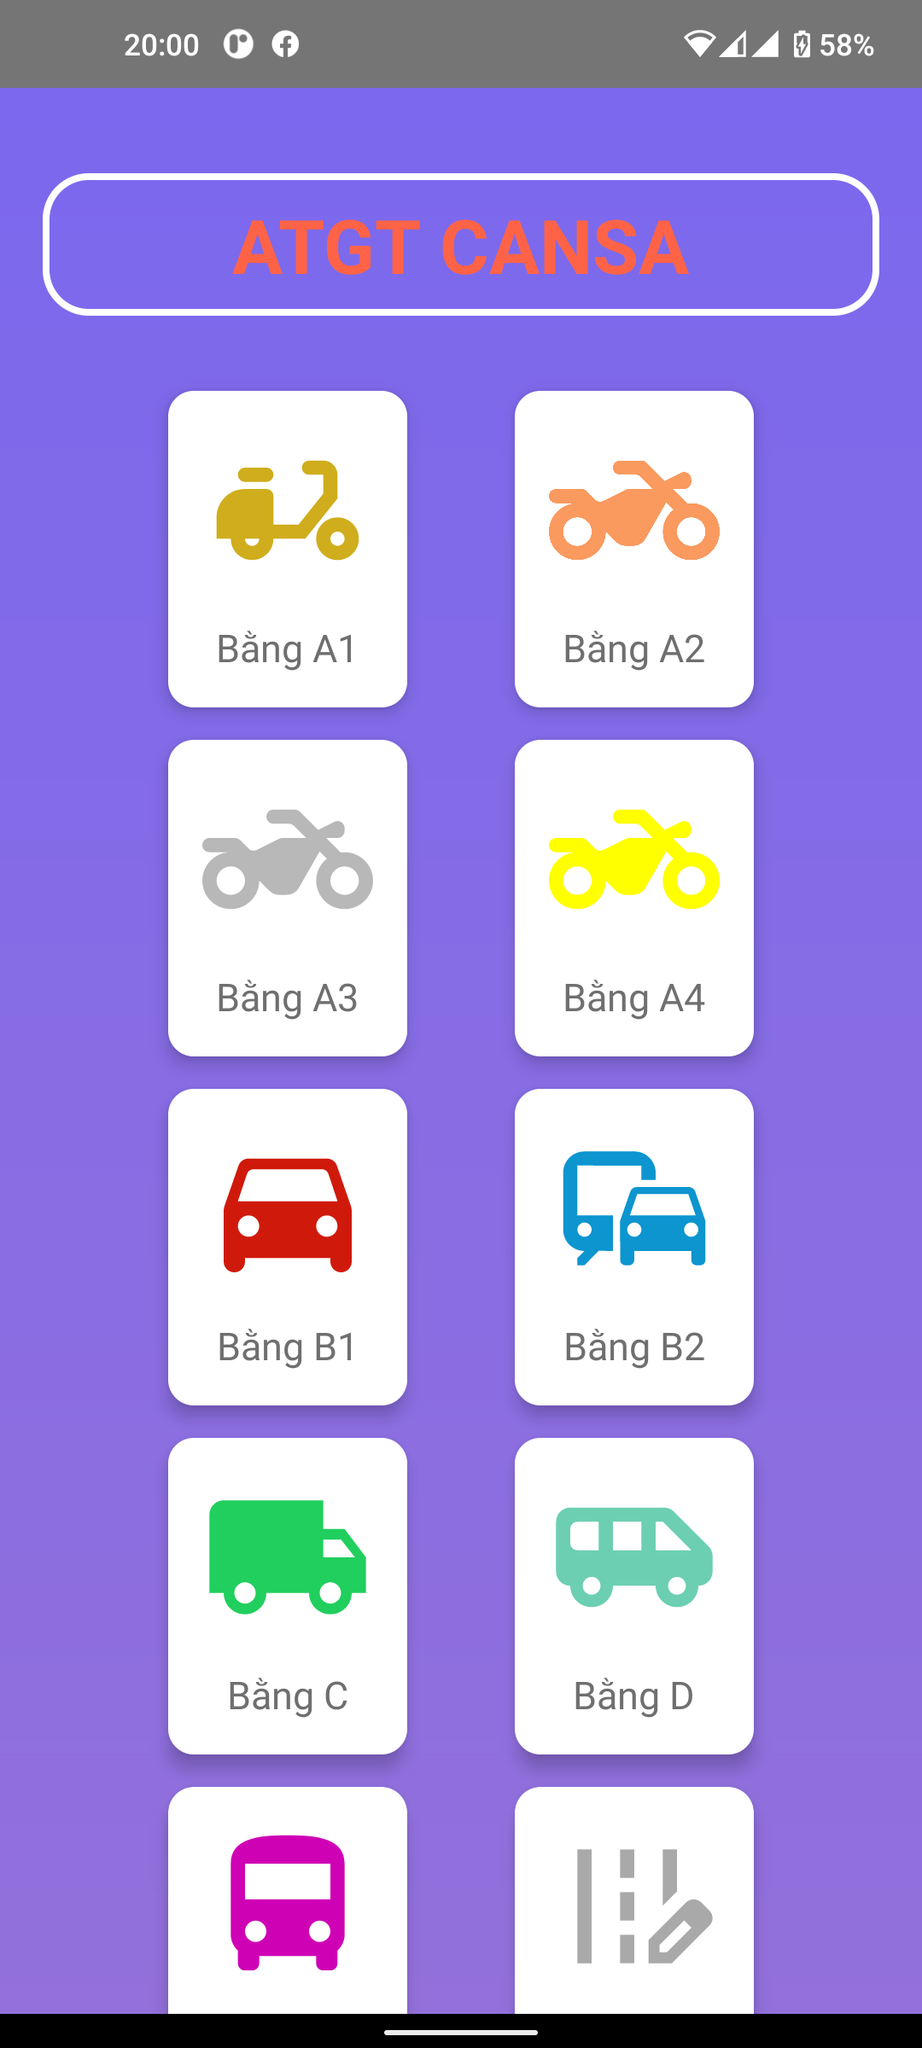 20:00
58%
ATGT CANSA
Bằng A1
Bằng A2
Bằng A3
Bằng A4
Bằng B1
Bằng B2
Bằng C
Bằng D